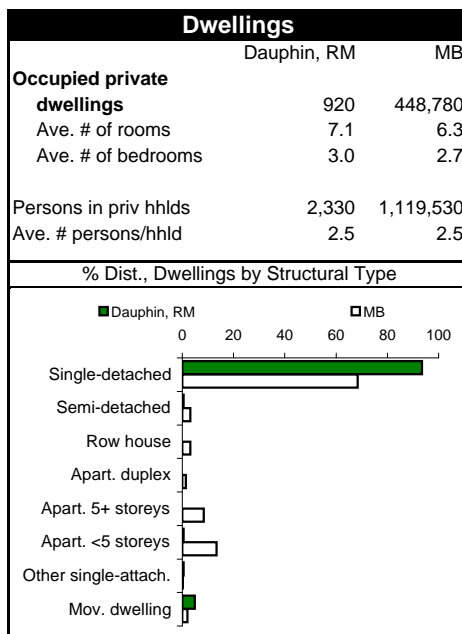 Dwellings
Dauphin, RM MB
Occupied private
dwellings 920 448,780
Ave. # of rooms 7.1 6.3
Ave. # of bedrooms 3.0 2.7
Persons in priv hhlds 2,330 1,119,530
Ave. # persons/hhld 2.5 2.5
% Dist., Dwellings by Structural Type
Dauphin, RM MB
0 20 40 60 80 100
Single-detached
Semi-detached
Row house
Apart. duplex
Apart. 5+ storeys
Apart. <5 storeys
Other single-attach.
Mov. dwelling